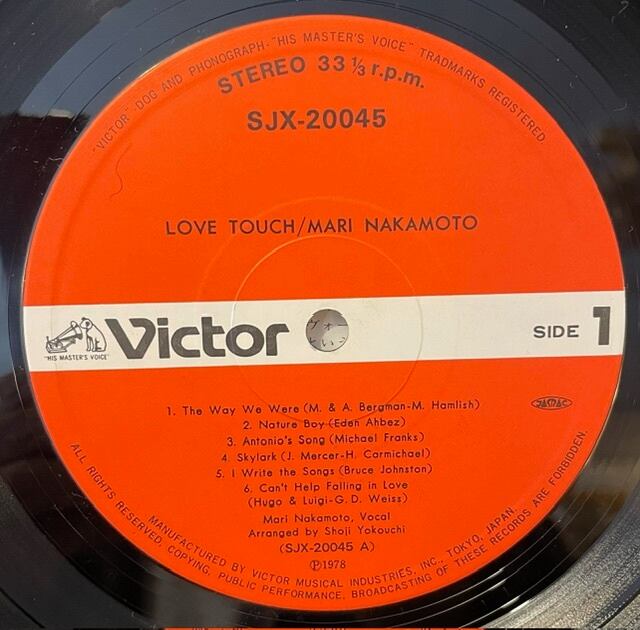 "VICTOR"-DOG AND PHONOGRAPH-"HIS MASTER'S VOICE" TRADMARKS REGISTERED
STEREO 33 1/3 r.p.m.
SJX-20045
LOVE TOUCH/MARI NAKAMOTO
"HIS MASTER'S VOICE"
Victor
SIDE 1
1. The Way We Were (M. & A. Bergman-M. Hamlish)
2. Nature Boy (Eden Ahbez)
3. Antonio's Song (Michael Franks)
4. Skylark (J. Mercer-H. Carmichael)
5. I Write the Songs (Bruce Johnston)
6. Can't Help Falling in Love
(Hugo & Luigi-G. D. Weiss)
JASRAC
Mari Nakamoto, Vocal
Arranged by Shoji Yokouchi
(SJX-20045 A)
℗1978
MANUFACTURED BY VICTOR MUSICAL INDUSTRIES, INC., TOKYO, JAPAN.
ALL RIGHTS RESERVED, COPYING, PUBLIC PERFORMANCE, BROADCASTING OF THESE RECORDS ARE FORBIDDEN.